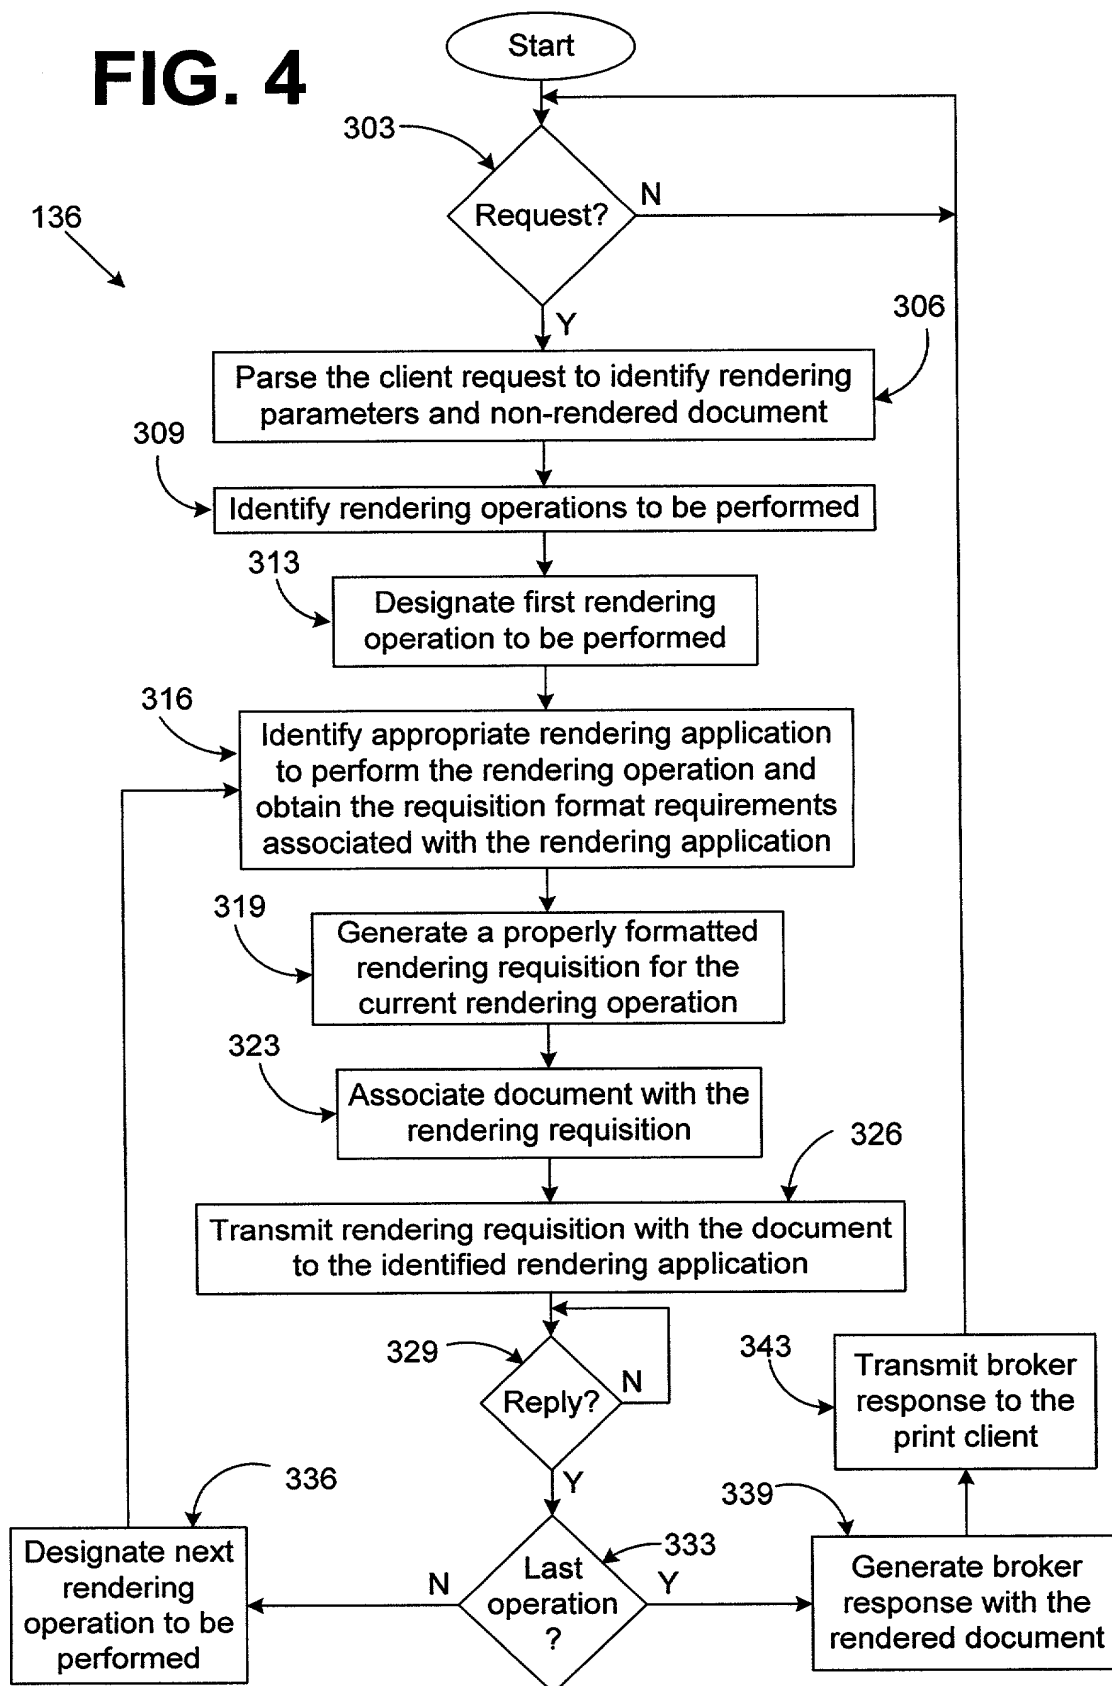 FIG. 4
Start
303
Request?
N
136
Y
306
Parse the client request to identify rendering
parameters and non-rendered document
309
Identify rendering operations to be performed
313
Designate first rendering
operation to be performed
316
Identify appropriate rendering application
to perform the rendering operation and
obtain the requisition format requirements
associated with the rendering application
319
Generate a properly formatted
rendering requisition for the
current rendering operation
323
Associate document with the
rendering requisition
326
Transmit rendering requisition with the document
to the identified rendering application
329
Reply?
N
Y
343
Transmit broker
response to the
print client
336
Designate next
rendering
operation to be
performed
N
333
Last
operation
?
Y
339
Generate broker
response with the
rendered document